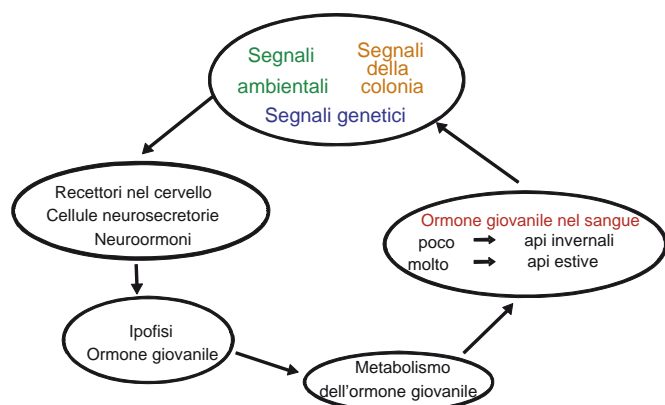 Segnali
ambientali
Segnali
della
colonia
Segnali genetici
Recettori nel cervello
Cellule neurosecretorie
Neuroormoni
Ipofisi
Ormone giovanile
Metabolismo
dell'ormone giovanile
Ormone giovanile nel sangue
poco → api invernali
molto → api estive